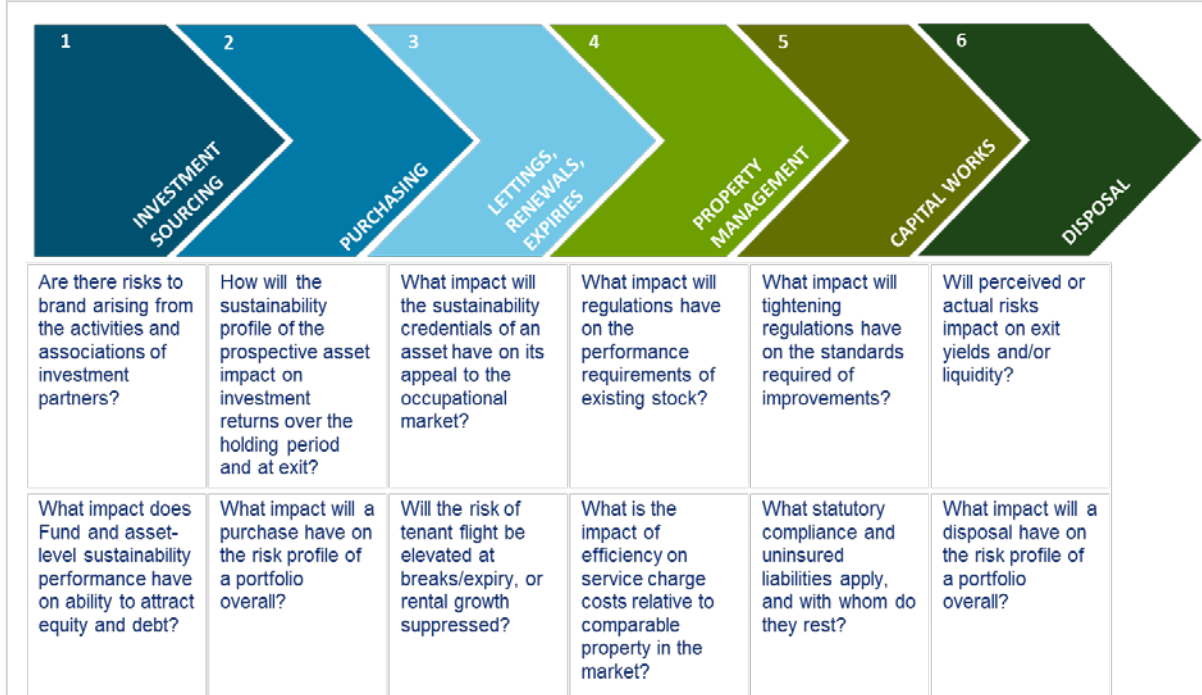 1
INVESTMENT
SOURCING
2
PURCHASING
3
LETTINGS,
RENEWALS,
EXPIRIES
4
PROPERTY
MANAGEMENT
5
CAPITAL WORKS
6
DISPOSAL
Are there risks to
brand arising from
the activities and
associations of
investment
partners?
How will the
sustainability
profile of the
prospective asset
impact on
investment
returns over the
holding period
and at exit?
What impact will
the sustainability
credentials of an
asset have on its
appeal to the
occupational
market?
What impact will
regulations have
on the
performance
requirements of
existing stock?
What impact will
tightening
regulations have
on the standards
required of
improvements?
Will perceived or
actual risks
impact on exit
yields and/or
liquidity?
What impact does
Fund and asset-
level sustainability
performance have
on ability to attract
equity and debt?
What impact will a
purchase have on
the risk profile of
a portfolio
overall?
Will the risk of
tenant flight be
elevated at
breaks/expiry, or
rental growth
suppressed?
What is the
impact of
efficiency on
service charge
costs relative to
comparable
property in the
market?
What statutory
compliance and
uninsured
liabilities apply,
and with whom do
they rest?
What impact will a
disposal have on
the risk profile of
a portfolio
overall?